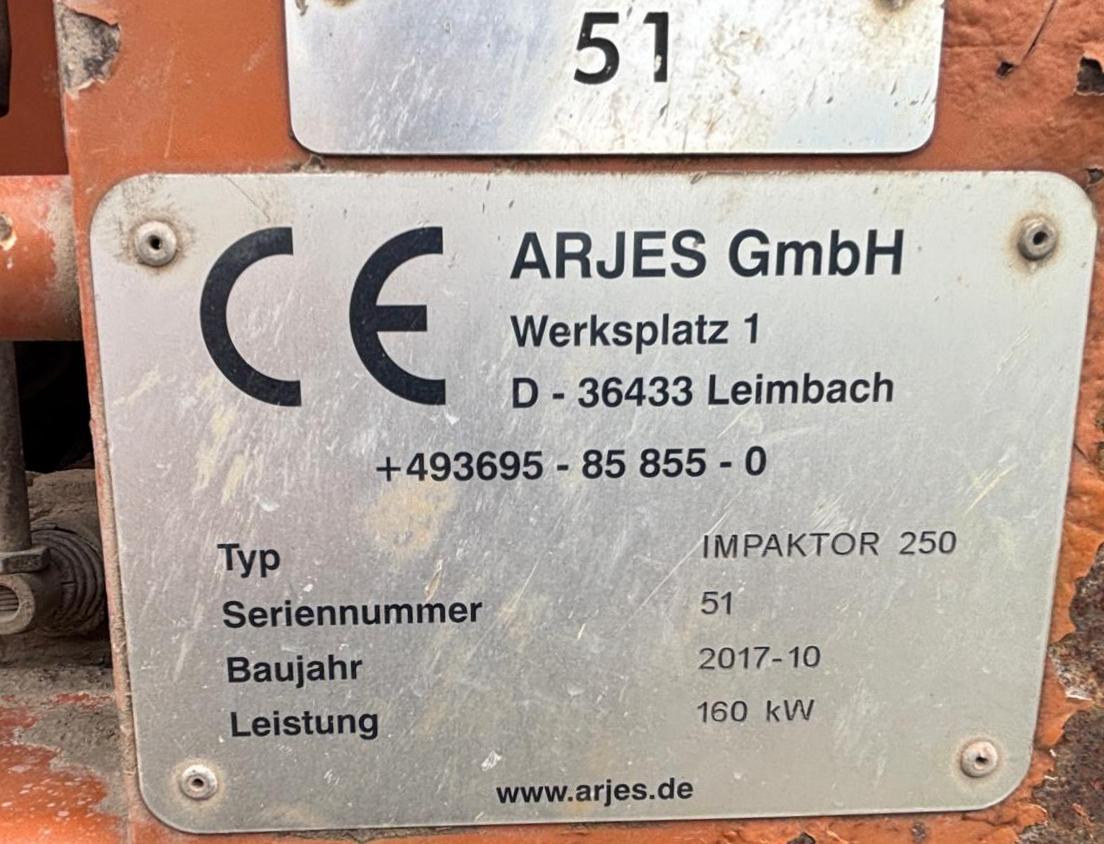 51
CE
ARJES GmbH
Werksplatz 1
D - 36433 Leimbach
+493695 - 85 855 - 0
Typ IMPAKTOR 250
Seriennummer 51
Baujahr 2017-10
Leistung 160 kW
www.arjes.de